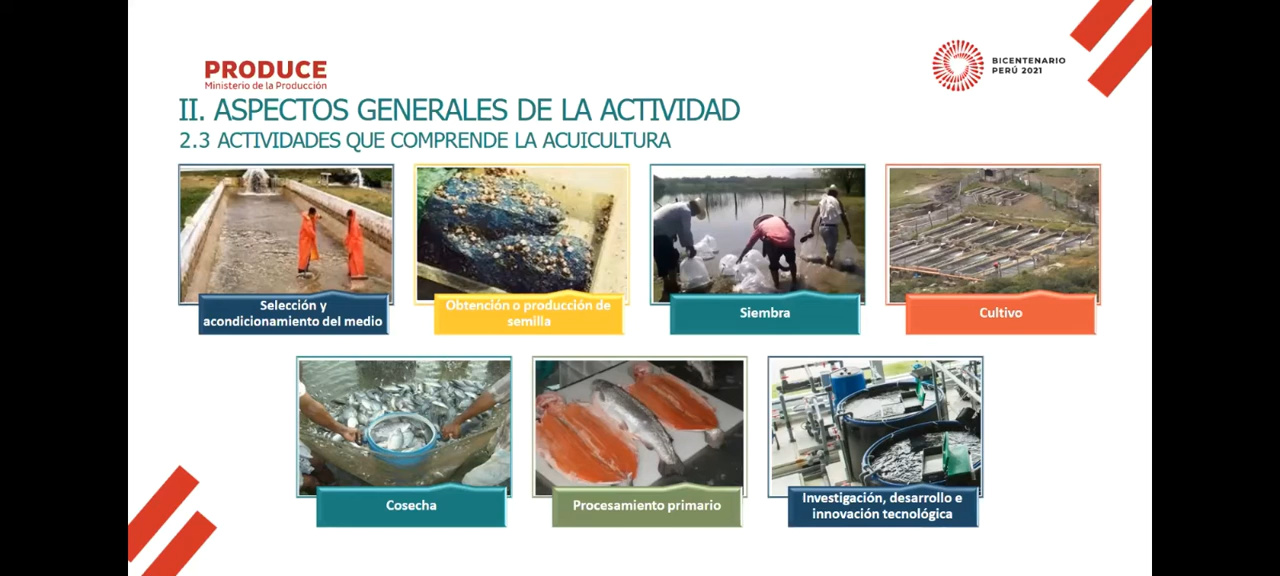 PRODUCE
Ministerio de la Producción
BICENTENARIO
PERÚ 2021
II. ASPECTOS GENERALES DE LA ACTIVIDAD
2.3 ACTIVIDADES QUE COMPRENDE LA ACUICULTURA
Selección y
acondicionamiento del medio
Obtención o producción de
semilla
Siembra
Cultivo
Cosecha
Procesamiento primario
Investigación, desarrollo e
innovación tecnológica